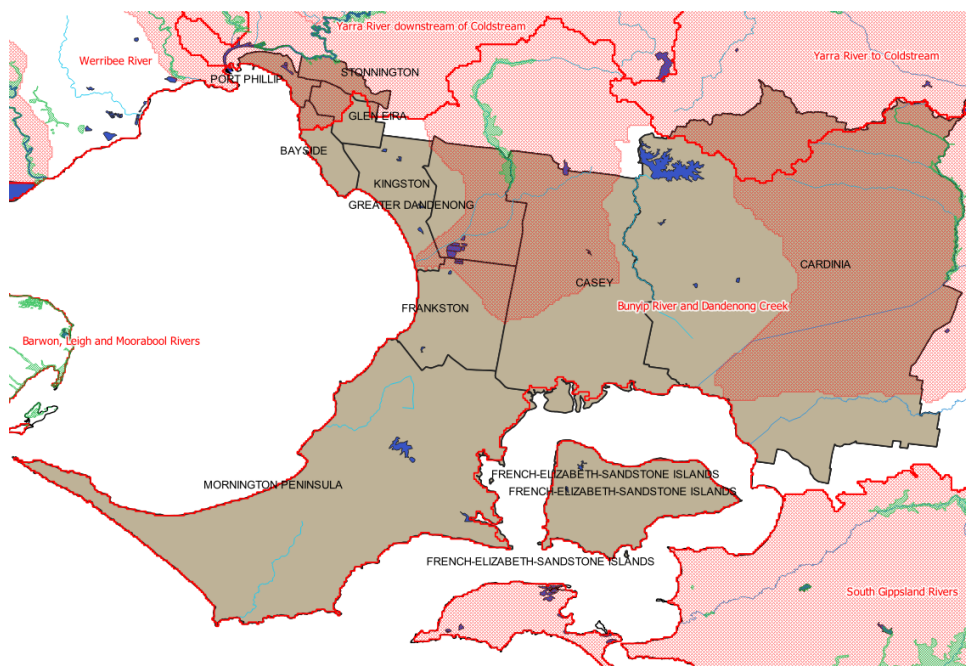 Yarra River downstream of Coldstream
Yarra River to Coldstream
Werribee River
STONNINGTON
PORT PHILLIP
GLEN EIRA
BAYSIDE
KINGSTON
GREATER DANDENONG
CARDINIA
CASEY
Bunyip River and Dandenong Creek
FRANKSTON
Barwon, Leigh and Moorabool Rivers
FRENCH-ELIZABETH-SANDSTONE ISLANDS
MORNINGTON PENINSULA
FRENCH-ELIZABETH-SANDSTONE ISLANDS
FRENCH-ELIZABETH-SANDSTONE ISLANDS
South Gippsland Rivers